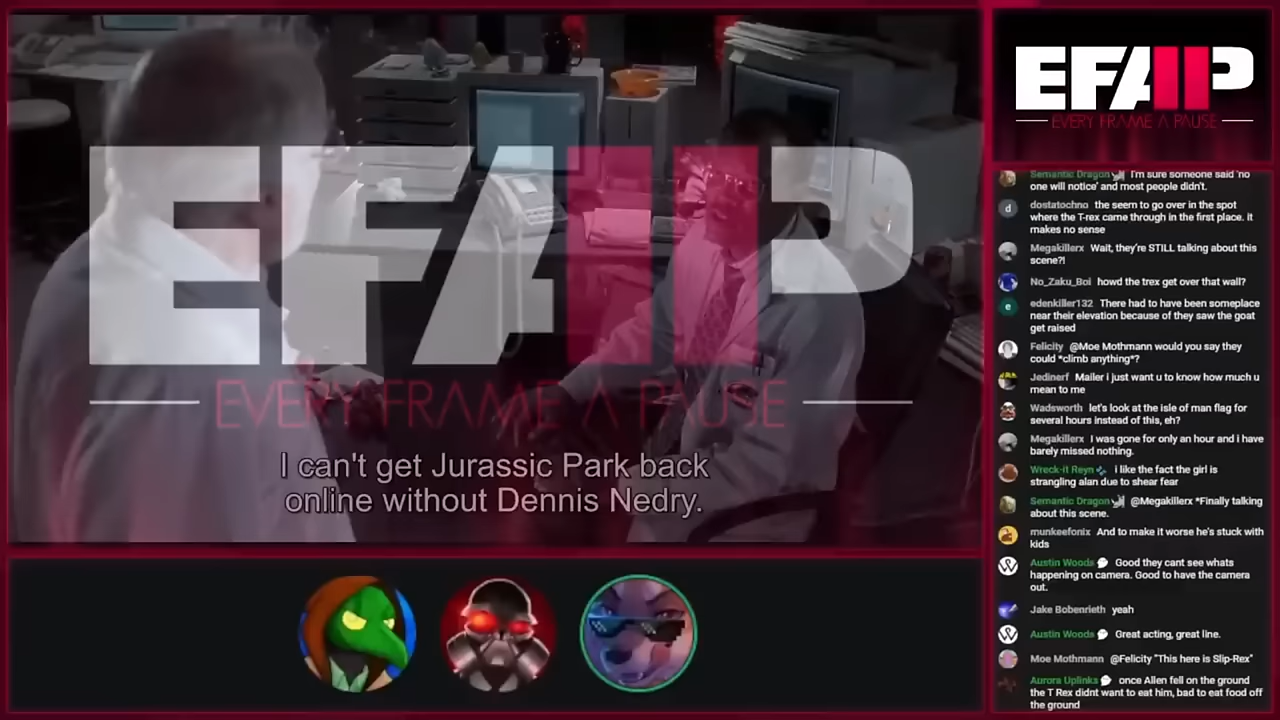 EFAP
EVERY FRAME A PAUSE
I can't get Jurassic Park back
online without Dennis Nedry.
EFAP
EVERY FRAME A PAUSE
Semantic Dragon I'm sure someone said 'no
one will notice' and most people didn't.
dostatochno the seem to go over in the spot
where the T-rex came through in the first place. it
makes no sense
Megakillerx Wait, they're STILL talking about this
scene?!
No_Zaku_Boi howd the trex get over that wall?
edenkiller132 There had to have been someplace
near their elevation because of they saw the goat
get raised
Felicity @Moe Mothmann would you say they
could *climb anything*?
Jedinerf Mailer i just want u to know how much u
mean to me
Wadsworth let's look at the isle of man flag for
several hours instead of this, eh?
Megakillerx I was gone for only an hour and i have
barely missed nothing.
Wreck-it Reyn i like the fact the girl is
strangling alan due to shear fear
Semantic Dragon @Megakillerx *Finally talking
about this scene.
munkeefonix And to make it worse he's stuck with
kids
Austin Woods Good they cant see whats
happening on camera. Good to have the camera
out.
Jake Bobenrieth yeah
Austin Woods Great acting, great line.
Moe Mothmann @Felicity "This here is Slip-Rex"
Aurora Uplinks once Allen fell on the ground
the T Rex didnt want to eat him, bad to eat food off
the ground